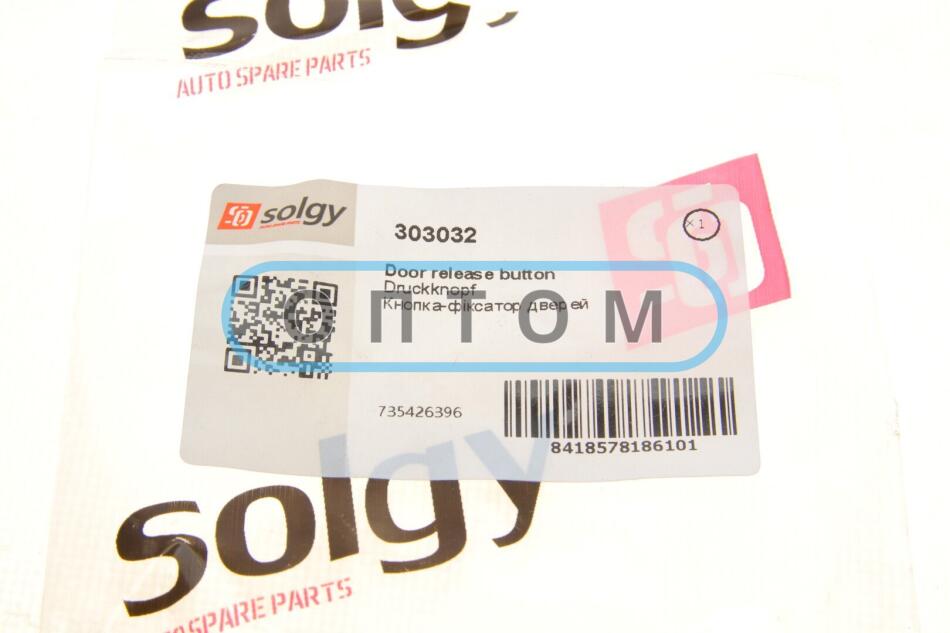 solgy
AUTO SPARE PARTS
solgy
303032
×1
Door release button
Druckknopf
Кнопка-фіксатор дверей
ОПТОМ
735426396
8418578186101
solgy
SPARE PARTS